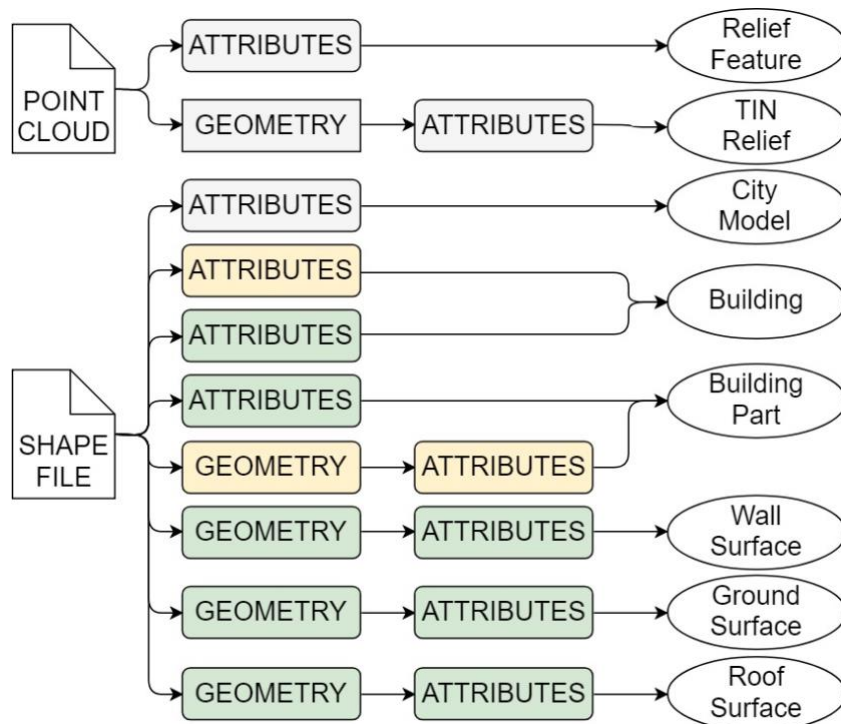 ATTRIBUTES
Relief
Feature
POINT
CLOUD
GEOMETRY
ATTRIBUTES
TIN
Relief
ATTRIBUTES
City
Model
ATTRIBUTES
ATTRIBUTES
Building
SHAPE
FILE
ATTRIBUTES
Building
Part
GEOMETRY
ATTRIBUTES
GEOMETRY
ATTRIBUTES
Wall
Surface
GEOMETRY
ATTRIBUTES
Ground
Surface
GEOMETRY
ATTRIBUTES
Roof
Surface